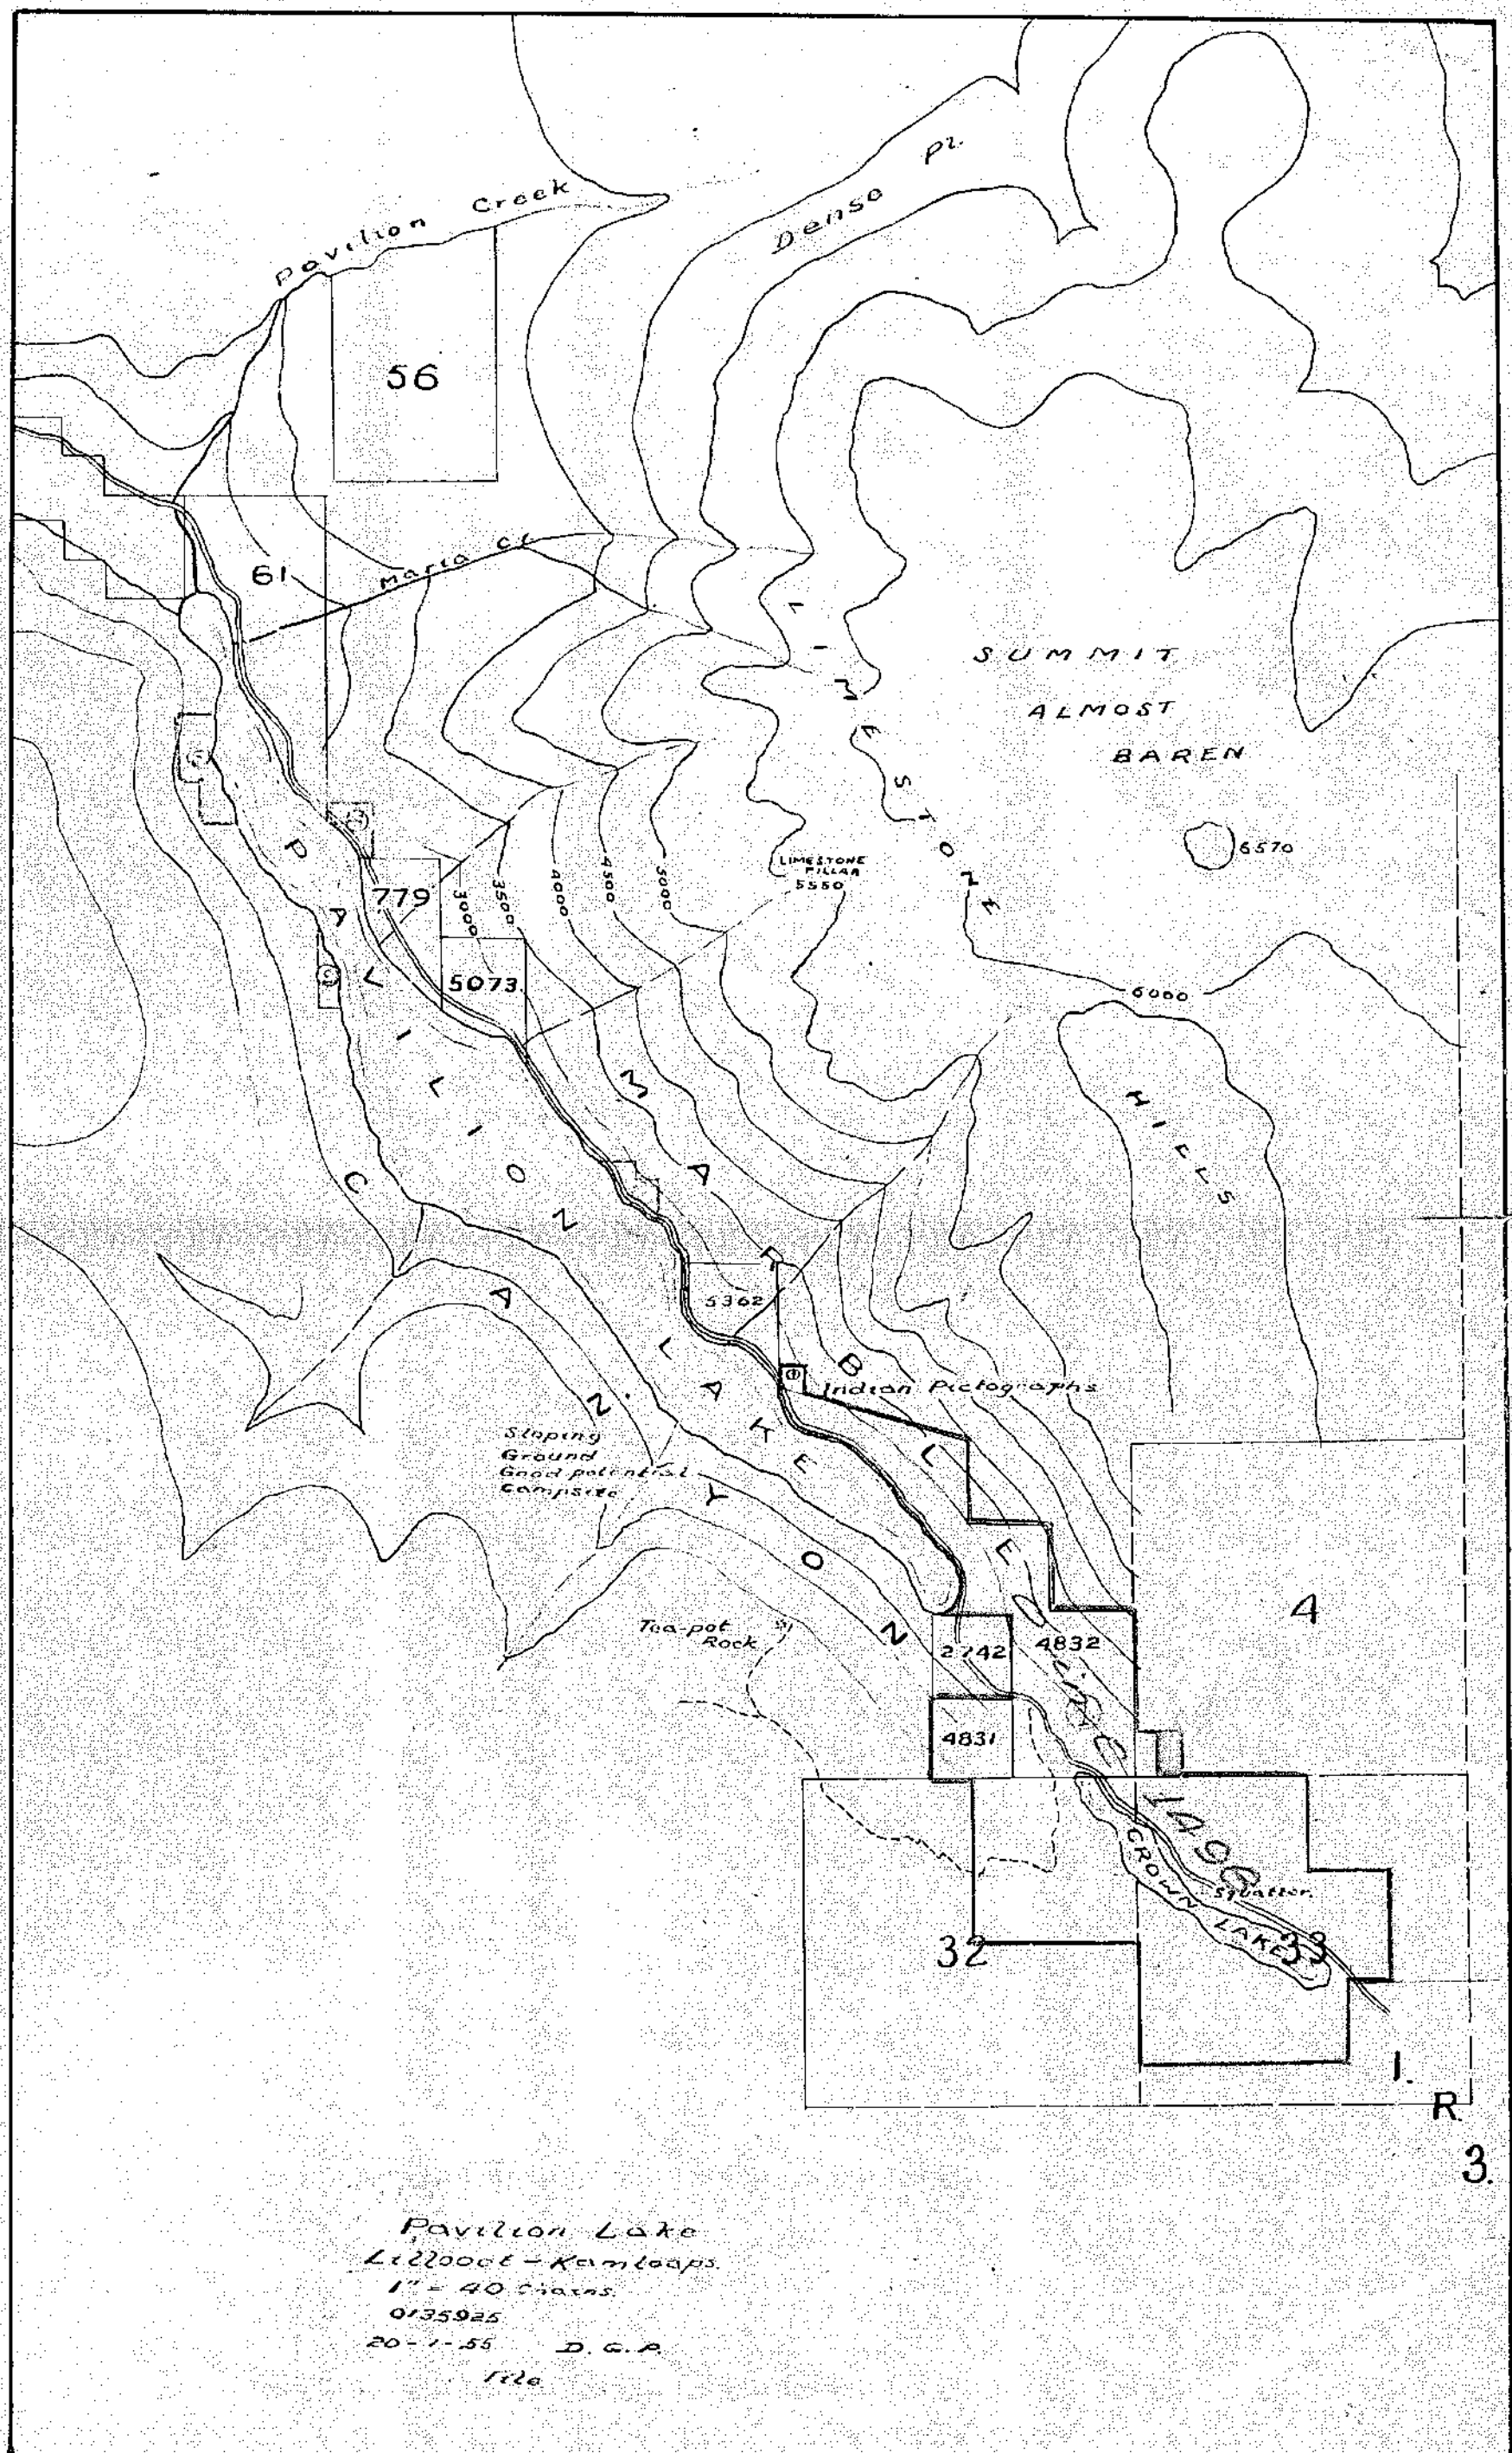 Pavilion Creek
Dense Pl.
56
61
Maria Cr.
SUMMIT
ALMOST
BAREN
6570
LIMESTONE
LIMESTONE
PILLAR
5550
779
3000
3500
4000
4500
5000
5073
6000
HILLS
PAVILION LAKE
MARBLE CANYON
5362
Indian Pictographs
Sloping
Ground
Good potential
Campsite
Tea-pot
Rock
2742
4832
4831
4
1496
CROWN LAKE
Squatter
32
33
1.
R.
3.
Pavilion Lake
Lillooet - Kamloops.
1" = 40 Chains.
0135925
20-1-55 D.G.P.
File